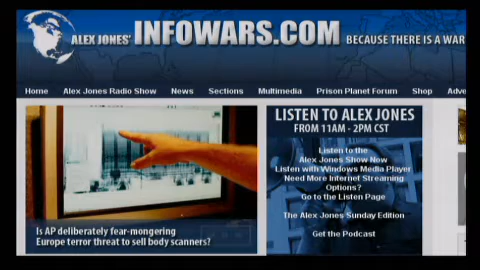 ALEX JONES' INFOWARS.COM BECAUSE THERE IS A WAR
Home Alex Jones Radio Show News Sections Multimedia Prison Planet Forum Shop Adve
LISTEN TO ALEX JONES
FROM 11AM - 2PM CST
Listen to the
Alex Jones Show Now
Listen with Windows Media Player
Need More Internet Streaming
Options?
Go to the Listen Page
The Alex Jones Sunday Edition
Get the Podcast
Is AP deliberately fear-mongering
Europe terror threat to sell body scanners?